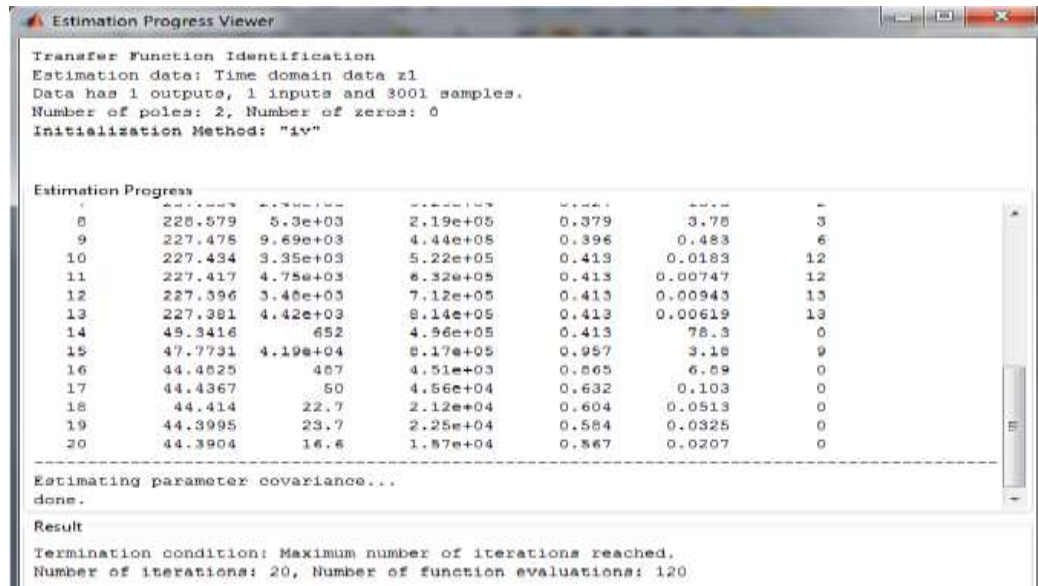 Estimation Progress Viewer
Transfer Function Identification
Estimation data: Time domain data z1
Data has 1 outputs, 1 inputs and 3001 samples.
Number of poles: 2, Number of zeros: 0
Initialization Method: "iv"
Estimation Progress
8 228.579 5.3e+03 2.19e+05 0.379 3.78 3
9 227.475 9.69e+03 4.44e+05 0.396 0.483 6
10 227.434 3.35e+03 5.22e+05 0.413 0.0183 12
11 227.417 4.75e+03 6.32e+05 0.413 0.00747 12
12 227.396 3.48e+03 7.12e+05 0.413 0.00943 13
13 227.381 4.42e+03 8.14e+05 0.413 0.00619 13
14 49.3416 652 4.96e+05 0.413 78.3 0
15 47.7731 4.19e+04 8.17e+05 0.957 3.18 9
16 44.4825 487 4.51e+03 0.865 6.89 0
17 44.4367 50 4.56e+04 0.632 0.103 0
18 44.414 22.7 2.12e+04 0.604 0.0513 0
19 44.3995 23.7 2.25e+04 0.584 0.0325 0
20 44.3904 16.6 1.57e+04 0.567 0.0207 0
Estimating parameter covariance...
done.
Result
Termination condition: Maximum number of iterations reached.
Number of iterations: 20, Number of function evaluations: 120